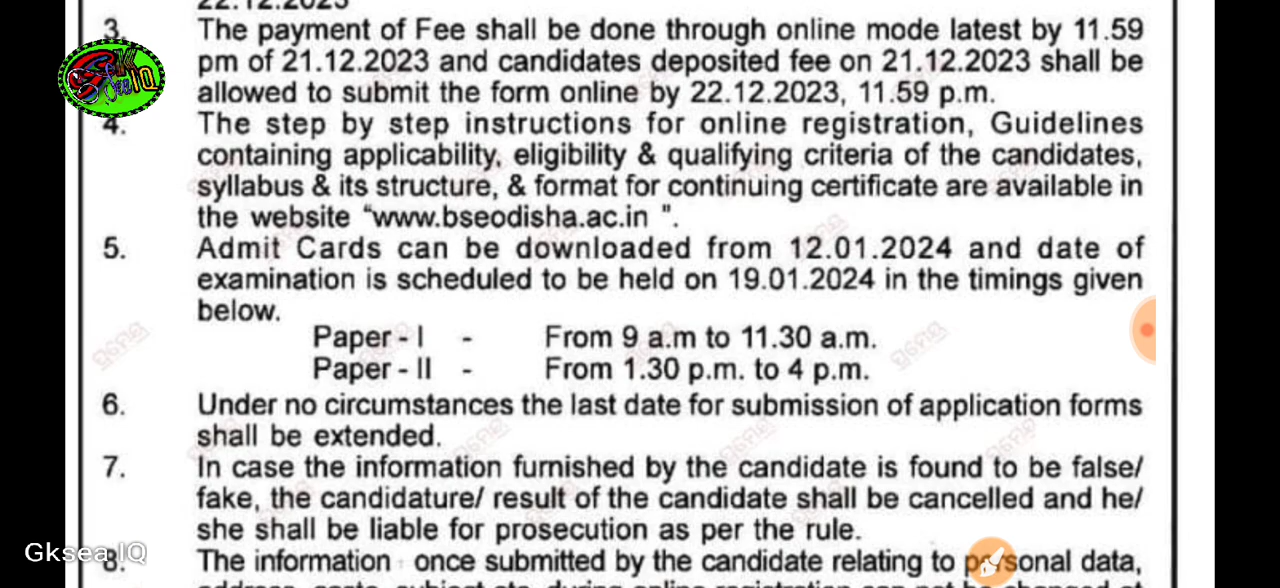 22.12.2023
3. The payment of Fee shall be done through online mode latest by 11.59
pm of 21.12.2023 and candidates deposited fee on 21.12.2023 shall be
allowed to submit the form online by 22.12.2023, 11.59 p.m.
4. The step by step instructions for online registration, Guidelines
containing applicability, eligibility & qualifying criteria of the candidates,
syllabus & its structure, & format for continuing certificate are available in
the website “www.bseodisha.ac.in ".
5. Admit Cards can be downloaded from 12.01.2024 and date of
examination is scheduled to be held on 19.01.2024 in the timings given
below.
Paper - I - From 9 a.m to 11.30 a.m.
Paper - II - From 1.30 p.m. to 4 p.m.
6. Under no circumstances the last date for submission of application forms
shall be extended.
7. In case the information furnished by the candidate is found to be false/
fake, the candidature/ result of the candidate shall be cancelled and he/
she shall be liable for prosecution as per the rule.
Gksea.IQ
8. The information once submitted by the candidate relating to personal data,